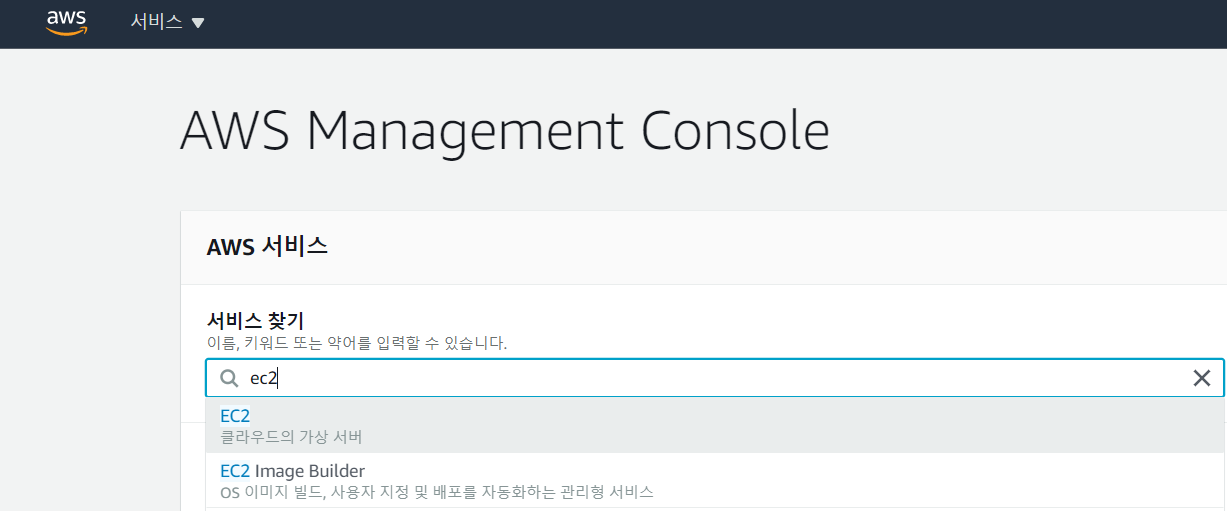 aws
서비스 ▼
AWS Management Console
AWS 서비스
서비스 찾기
이름, 키워드 또는 약어를 입력할 수 있습니다.
ec2
EC2
클라우드의 가상 서버
EC2 Image Builder
OS 이미지 빌드, 사용자 지정 및 배포를 자동화하는 관리형 서비스